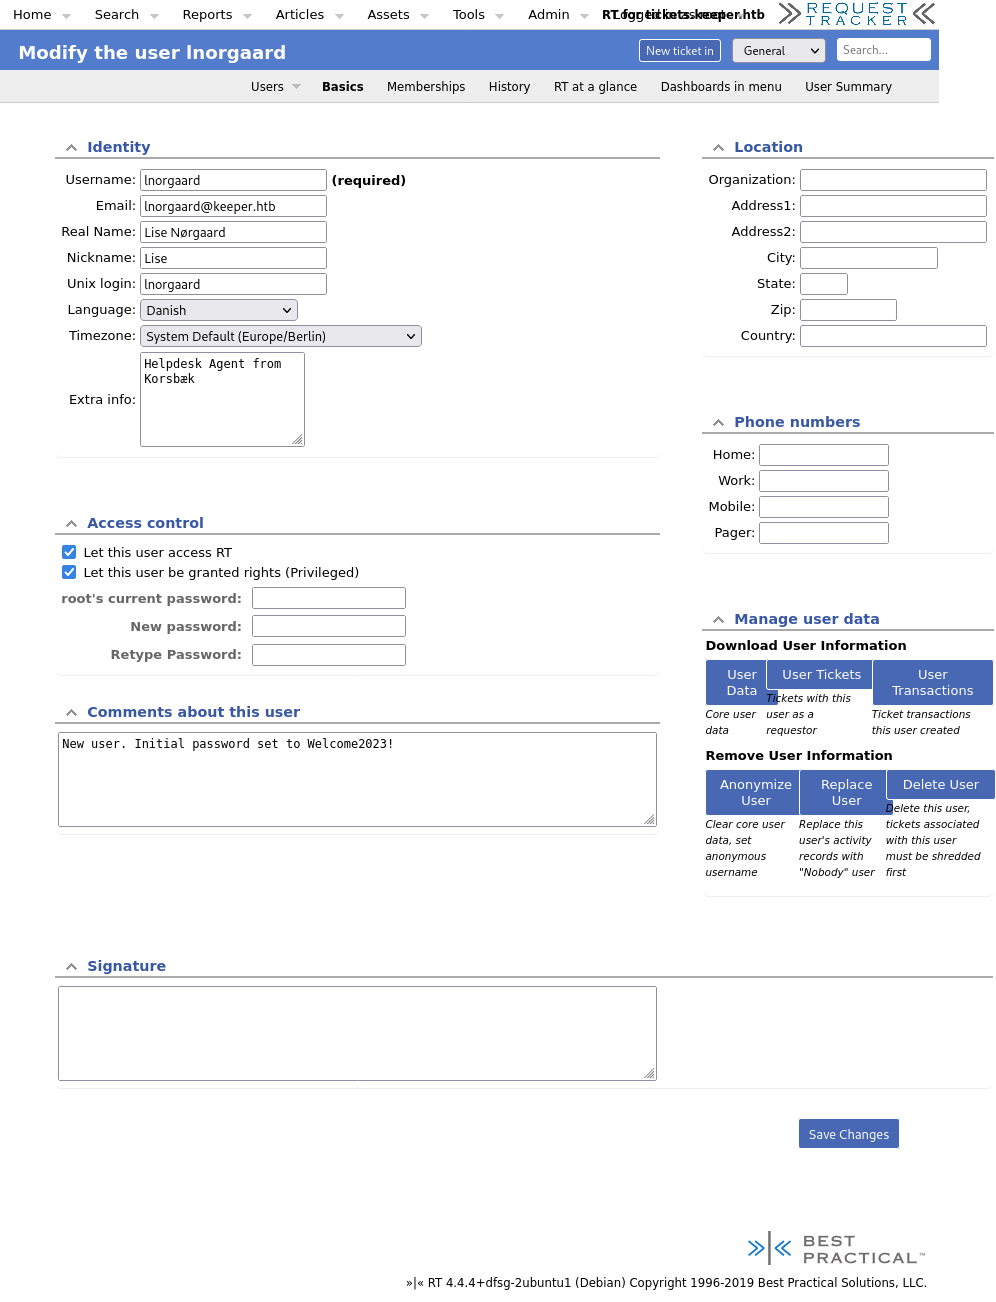 Home Search Reports Articles Assets Tools Admin RT for tickets.keeper.htb REQUEST
TRACKER
Modify the user lnorgaard New ticket in General Search...
Users Basics Memberships History RT at a glance Dashboards in menu User Summary
Identity
Username: lnorgaard (required)
Email: lnorgaard@keeper.htb
Real Name: Lise Nørgaard
Nickname: Lise
Unix login: lnorgaard
Language: Danish
Timezone: System Default (Europe/Berlin)
Extra info: Helpdesk Agent from
Korsbæk
Location
Organization:
Address1:
Address2:
City:
State:
Zip:
Country:
Phone numbers
Home:
Work:
Mobile:
Pager:
Access control
Let this user access RT
Let this user be granted rights (Privileged)
root's current password:
New password:
Retype Password:
Comments about this user
New user. Initial password set to Welcome2023!
Manage user data
Download User Information
User
Data
Core user
data
User Tickets
Tickets with this
user as a
requestor
User
Transactions
Ticket transactions
this user created
Remove User Information
Anonymize
User
Clear core user
data, set
anonymous
username
Replace
User
Replace this
user's activity
records with
"Nobody" user
Delete User
Delete this user,
tickets associated
with this user
must be shredded
first
Signature
Save Changes
BEST
PRACTICAL™
»|« RT 4.4.4+dfsg-2ubuntu1 (Debian) Copyright 1996-2019 Best Practical Solutions, LLC.